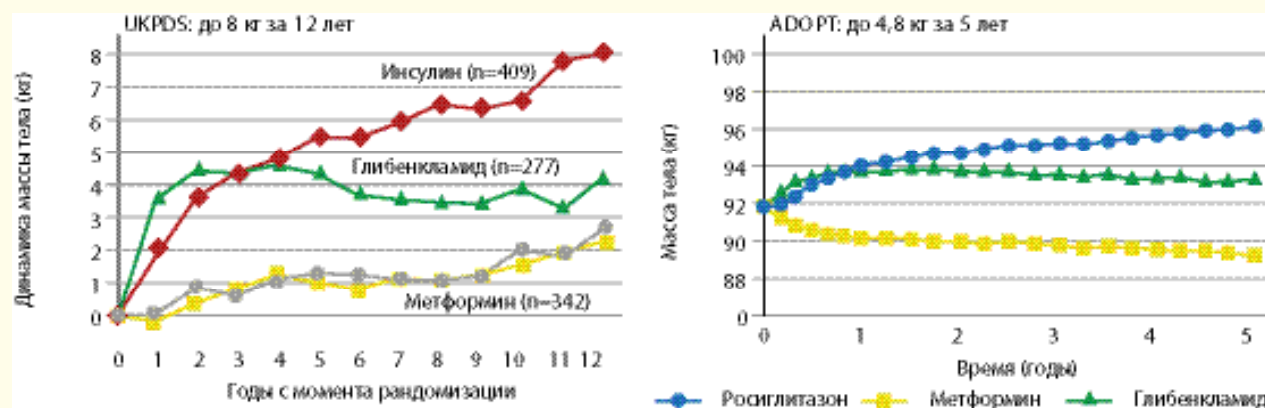 UKPDS: до 8 кг за 12 лет
Динамика массы тела (кг)
8
7
6
5
4
3
2
1
0
Инсулин (n=409)
Глибенкламид (n=277)
Метформин (n=342)
0 1 2 3 4 5 6 7 8 9 10 11 12
Годы с момента рандомизации
ADOPT: до 4,8 кг за 5 лет
Масса тела (кг)
100
98
96
94
92
90
88
0
0 1 2 3 4 5
Время (годы)
Росиглитазон Метформин Глибенкламид